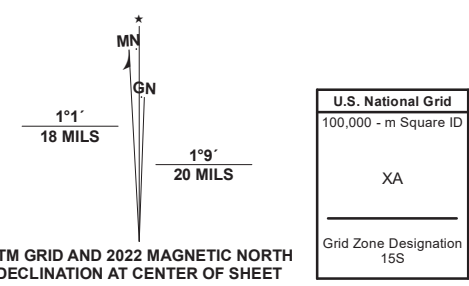 ★
MN
GN
1°1´
18 MILS
1°9´
20 MILS
TM GRID AND 2022 MAGNETIC NORTH
DECLINATION AT CENTER OF SHEET
U.S. National Grid
100,000 - m Square ID
XA
Grid Zone Designation
15S